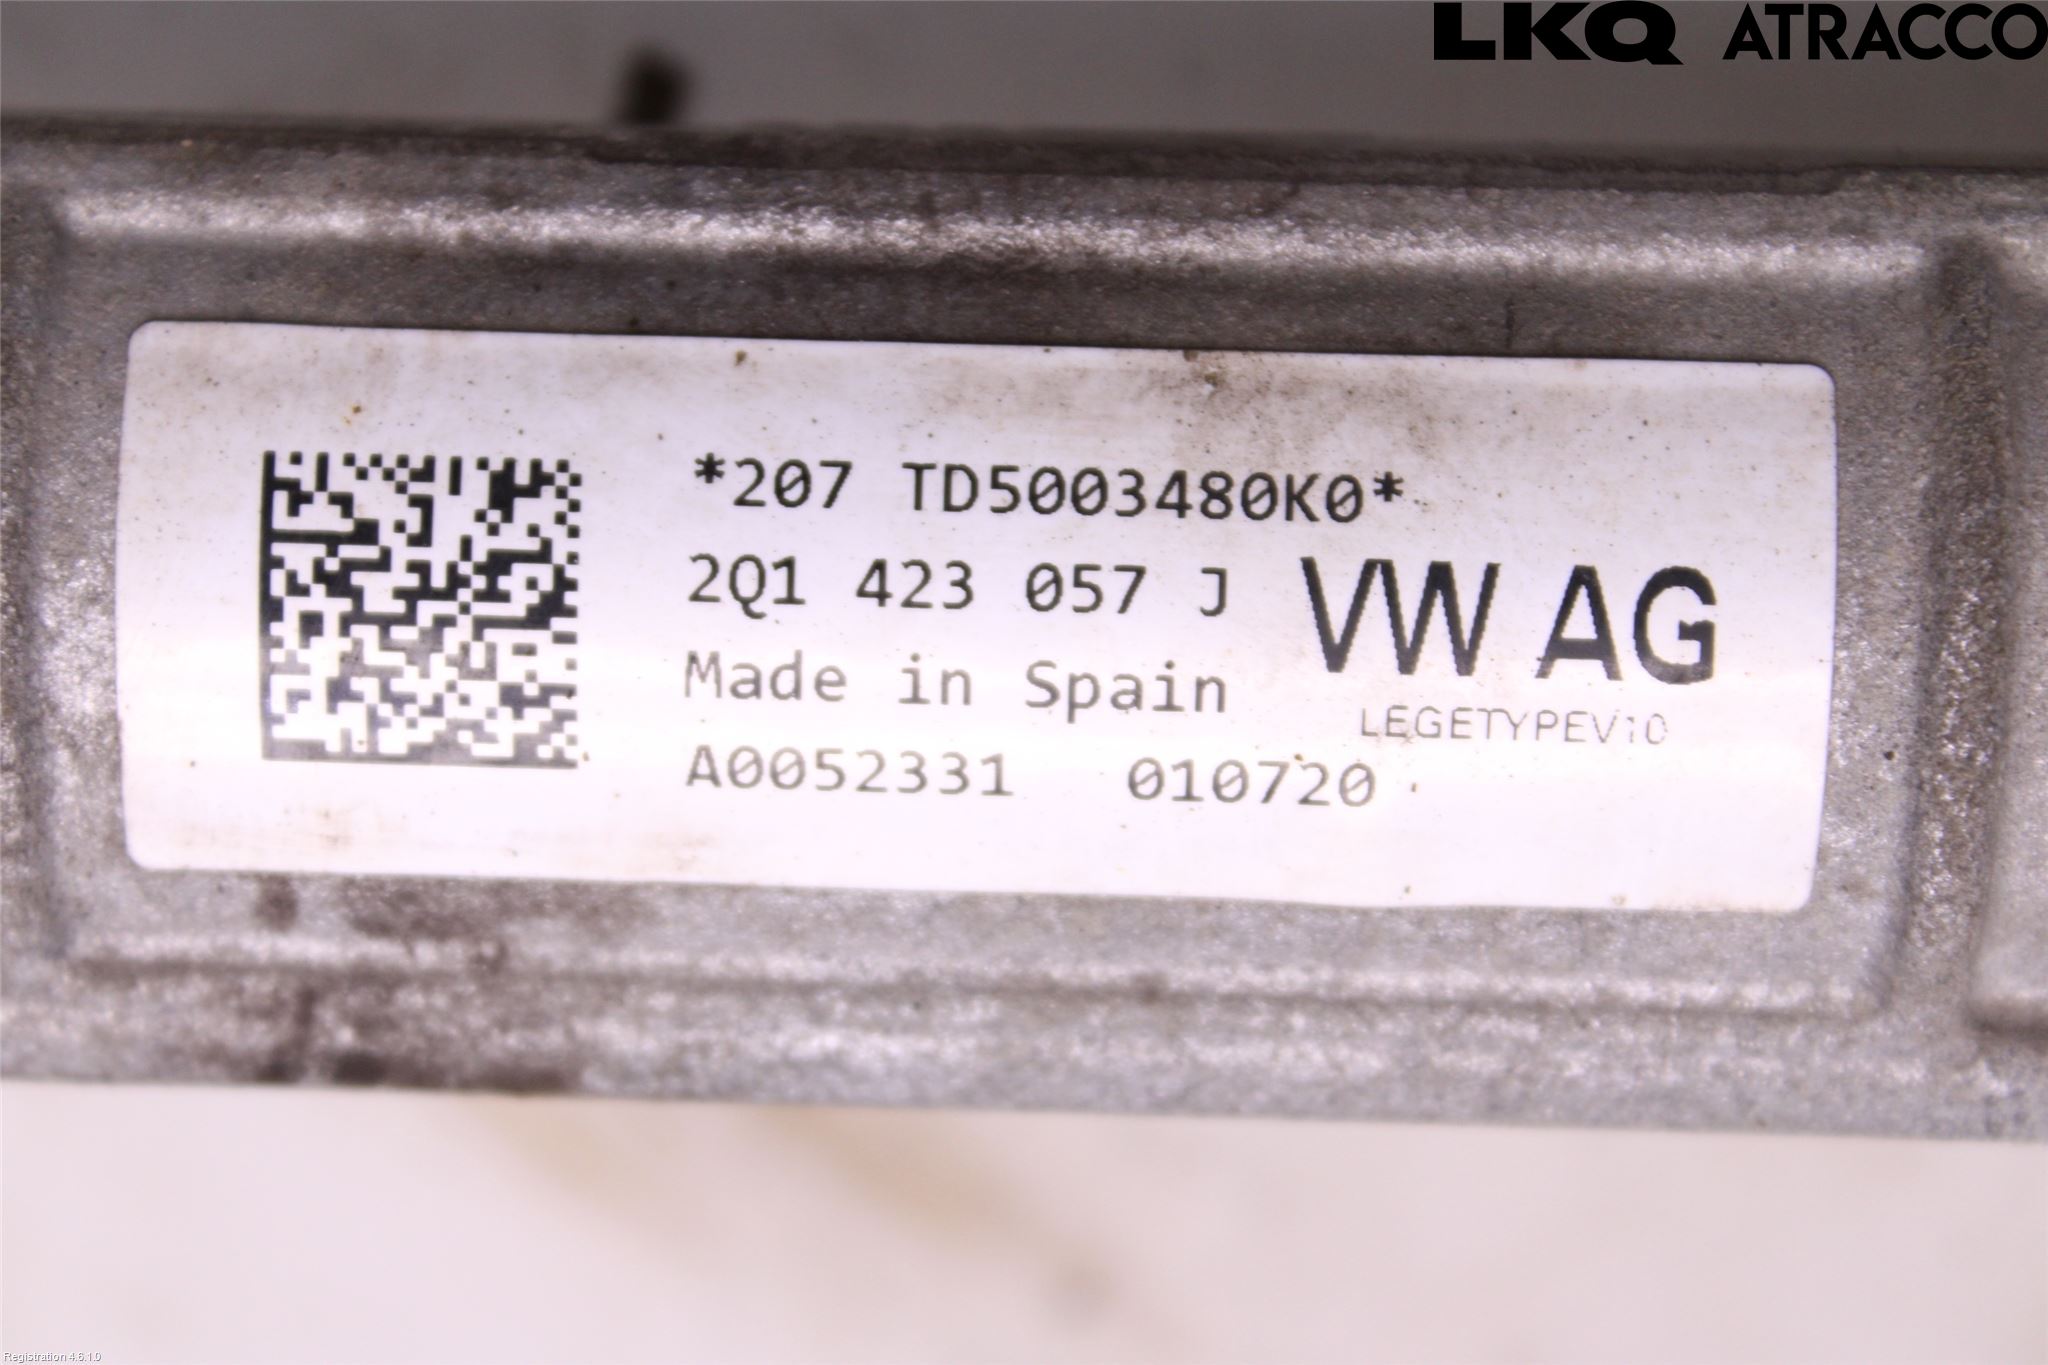 LKQ ATRACCO
*207 TD5003480K0*
2Q1 423 057 J
VW AG
Made in Spain
LEGETYPEV10
A0052331 010720
Registration 4.6.1.0